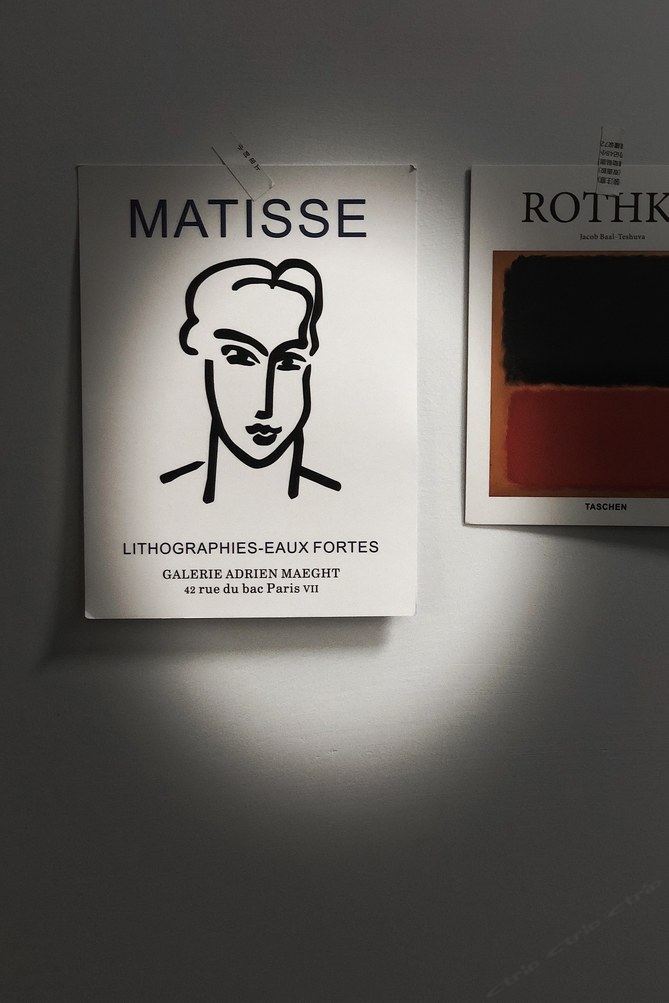 MATISSE
LITHOGRAPHIES-EAUX FORTES
GALERIE ADRIEN MAEGHT
42 rue du bac Paris VII
ROTHK
Jacob Baal-Teshuva
TASCHEN